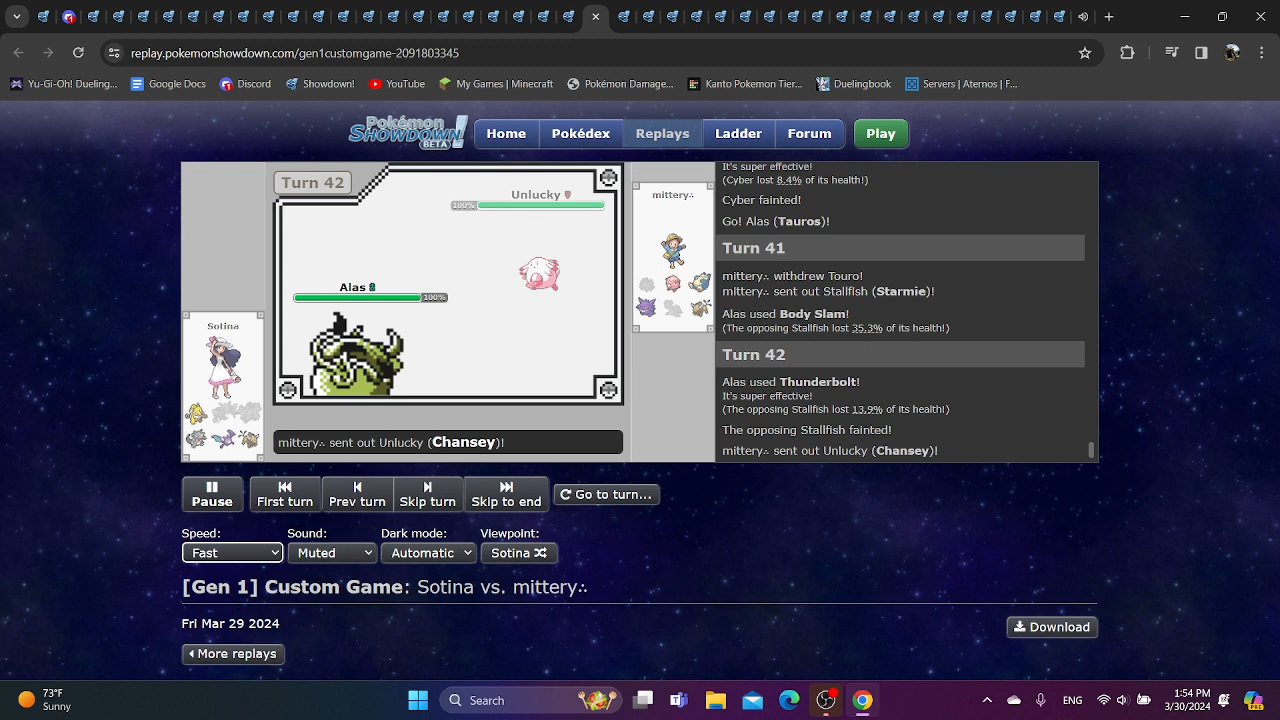 replay.pokemonshowdown.com/gen1customgame-2091803345
Yu-Gi-Oh! Dueling...
Google Docs
Discord
Showdown!
YouTube
My Games | Minecraft
Pokémon Damage...
Kanto Pokemon Tier...
Duelingbook
Servers | Aternos | F...
Pokémon
SHOWDOWN!
BETA
Home
Pokédex
Replays
Ladder
Forum
Play
Turn 42
Unlucky
100%
Alas
100%
Sotina
mittery∴
mittery∴ sent out Unlucky (Chansey)!
It's super effective!
(Cyber lost 8.4% of its health!)
Cyber fainted!
Go! Alas (Tauros)!
Turn 41
mittery∴ withdrew Touro!
mittery∴ sent out Stallfish (Starmie)!
Alas used Body Slam!
(The opposing Stallfish lost 35.3% of its health!)
Turn 42
Alas used Thunderbolt!
It's super effective!
(The opposing Stallfish lost 13.9% of its health!)
The opposing Stallfish fainted!
mittery∴ sent out Unlucky (Chansey)!
Pause
First turn
Prev turn
Skip turn
Skip to end
Go to turn...
Speed:
Fast
Sound:
Muted
Dark mode:
Automatic
Viewpoint:
Sotina
[Gen 1] Custom Game: Sotina vs. mittery∴
Fri Mar 29 2024
Download
More replays
73°F
Sunny
Search
ENG
1:54 PM
3/30/2024
PRE